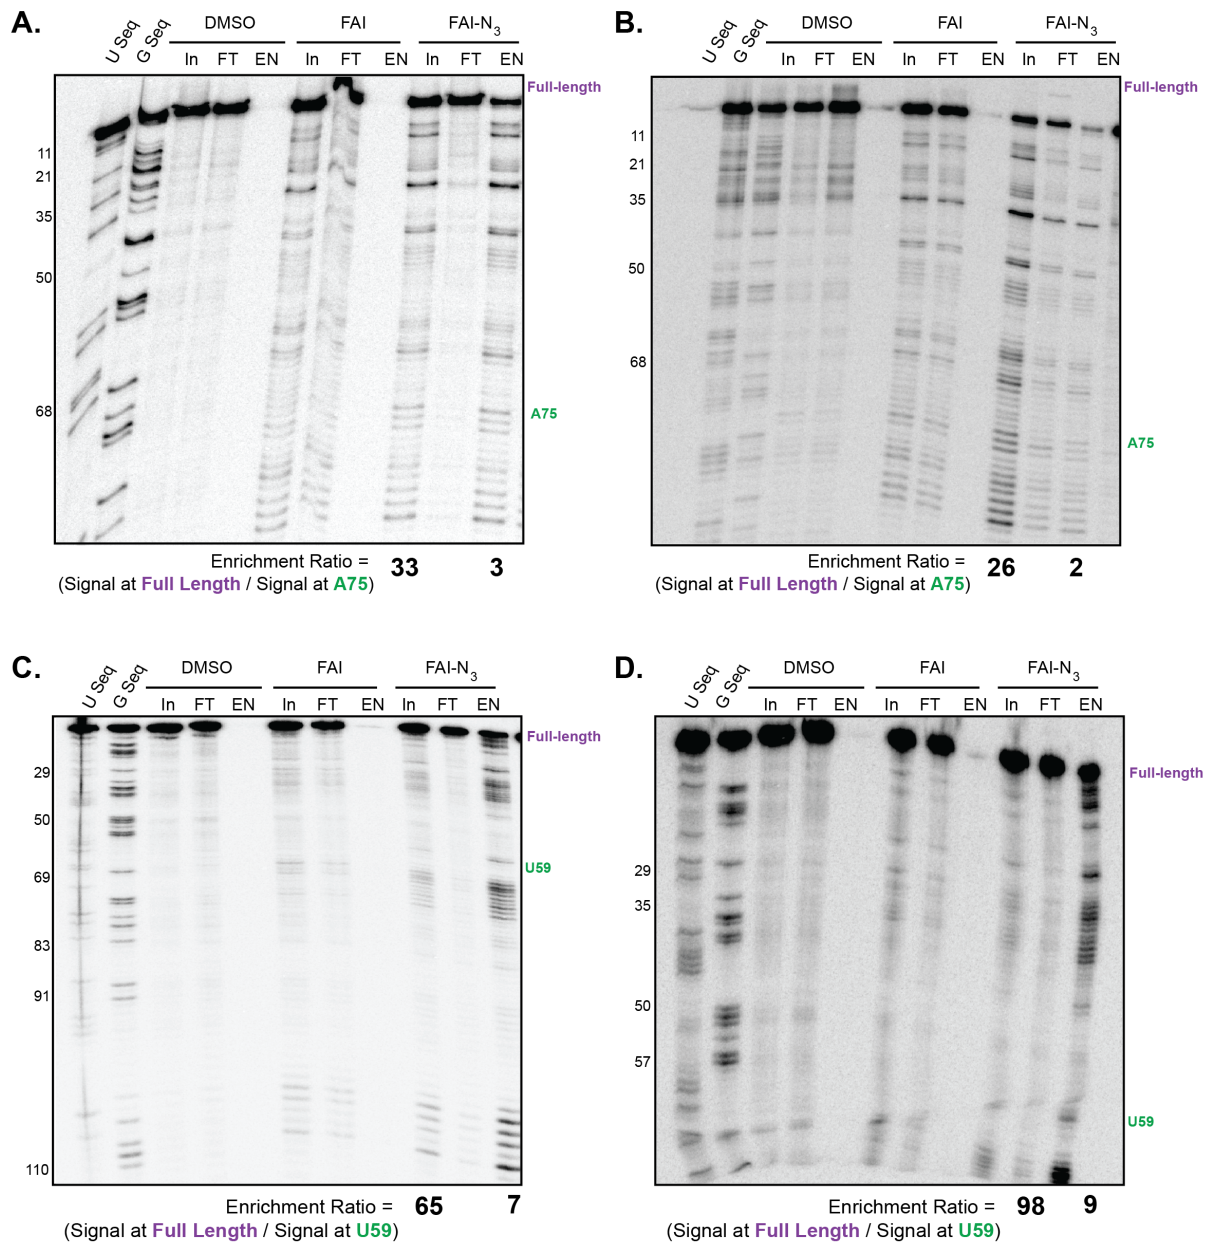 A.
U Seq
G Seq
DMSO
FAI
FAI-N3
In FT EN In FT EN In FT EN
Full-length
11
21
35
50
68
A75
Enrichment Ratio = 33 3
(Signal at Full Length / Signal at A75)
B.
U Seq
G Seq
DMSO
FAI
FAI-N3
In FT EN In FT EN In FT EN
Full-length
11
21
35
50
68
A75
Enrichment Ratio = 26 2
(Signal at Full Length / Signal at A75)
C.
U Seq
G Seq
DMSO
FAI
FAI-N3
In FT EN In FT EN In FT EN
Full-length
29
50
U59
69
83
91
110
Enrichment Ratio = 65 7
(Signal at Full Length / Signal at U59)
D.
U Seq
G Seq
DMSO
FAI
FAI-N3
In FT EN In FT EN In FT EN
Full-length
29
35
50
57
U59
Enrichment Ratio = 98 9
(Signal at Full Length / Signal at U59)